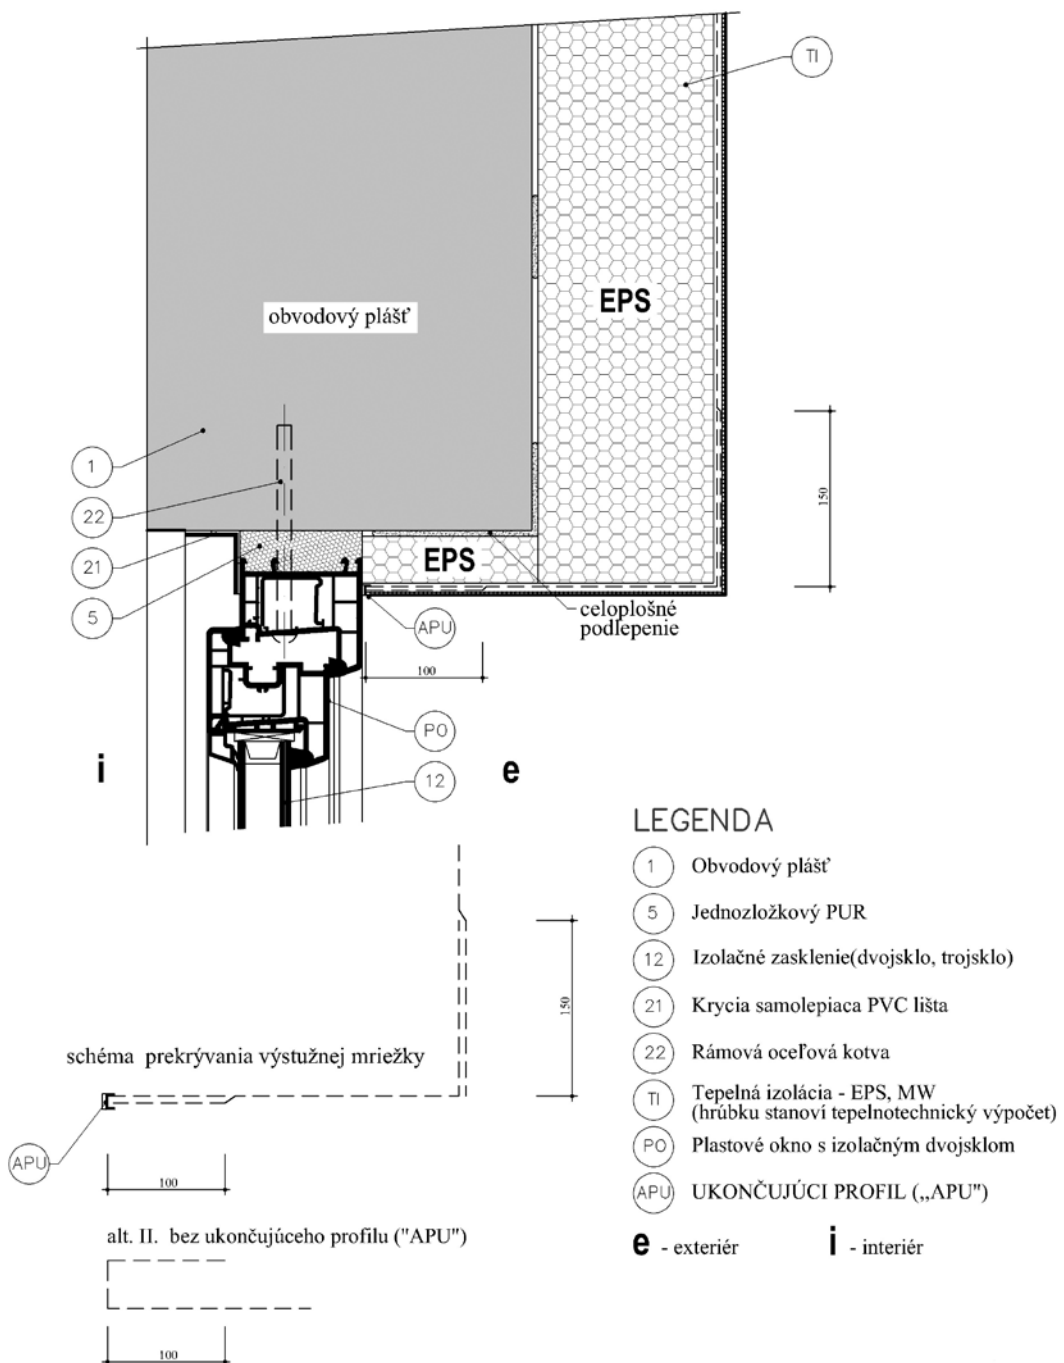 TI
EPS
obvodový plášť
1
22
21
5
EPS
APU
celoplošné
podlepenie
150
100
PO
12
i
e
LEGENDA
1 Obvodový plášť
5 Jednozložkový PUR
12 Izolačné zasklenie(dvojsklo, trojsklo)
21 Krycia samolepiaca PVC lišta
22 Rámová oceľová kotva
TI Tepelná izolácia - EPS, MW
(hrúbku stanoví tepelnotechnický výpočet)
PO Plastové okno s izolačným dvojsklom
APU UKONČUJÚCI PROFIL („APU")
e - exteriér i - interiér
150
schéma prekrývania výstužnej mriežky
APU
100
alt. II. bez ukončujúceho profilu ("APU")
100